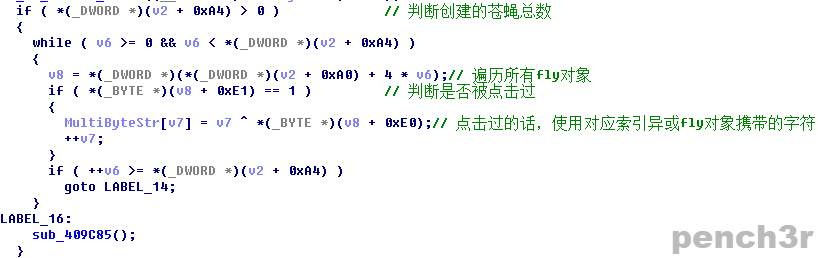 if ( *(_DWORD *)(v2 + 0xA4) > 0 ) // 判断创建的苍蝇总数
{
while ( v6 >= 0 && v6 < *(_DWORD *)(v2 + 0xA4) )
{
v8 = *(_DWORD *)(*(_DWORD *)(v2 + 0xA0) + 4 * v6);// 遍历所有fly对象
if ( *(_BYTE *)(v8 + 0xE1) == 1 ) // 判断是否被点击过
{
MultiByteStr[v7] = v7 ^ *(_BYTE *)(v8 + 0xE0);// 点击过的话，使用对应索引异或fly对象携带的字符
++v7;
}
if ( ++v6 >= *(_DWORD *)(v2 + 0xA4) )
goto LABEL_14;
}
LABEL_16:
sub_409C85();
}
pench3r